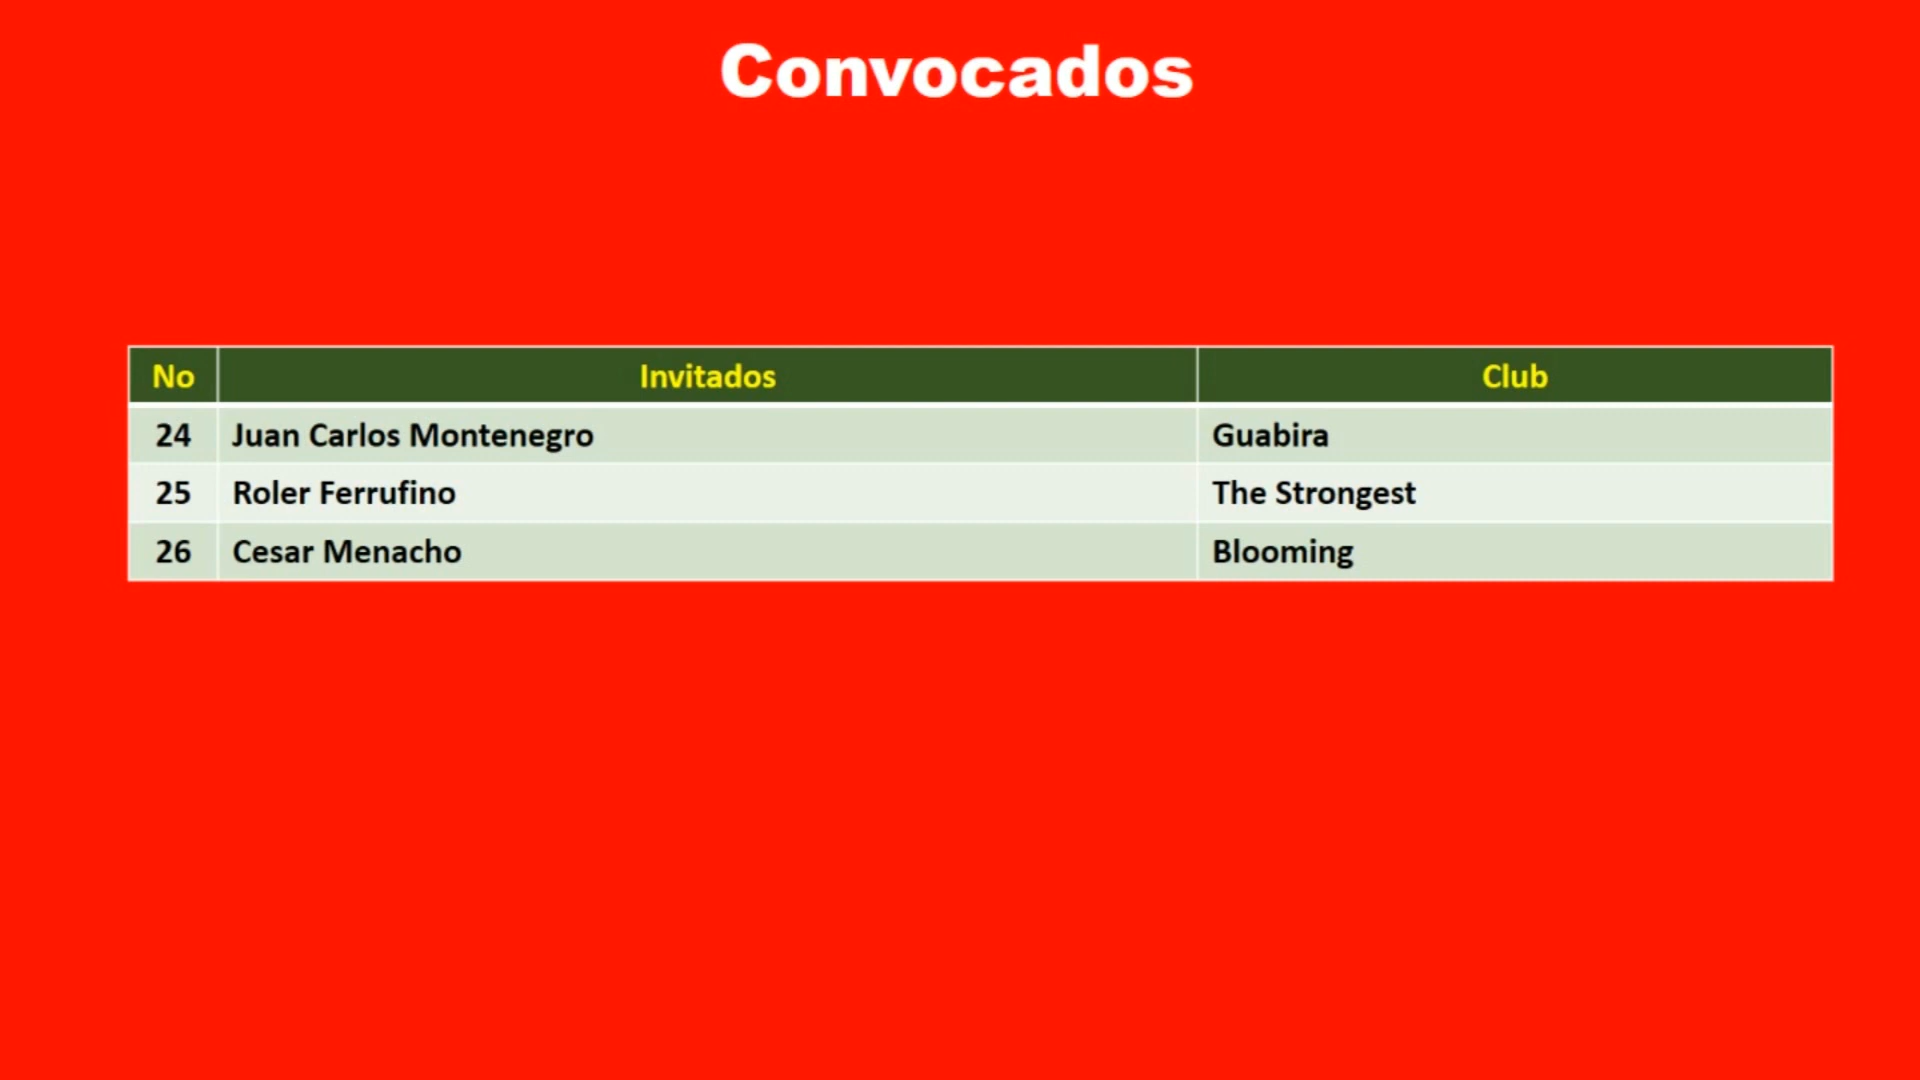 Convocados
No Invitados Club
24 Juan Carlos Montenegro Guabira
25 Roler Ferrufino The Strongest
26 Cesar Menacho Blooming